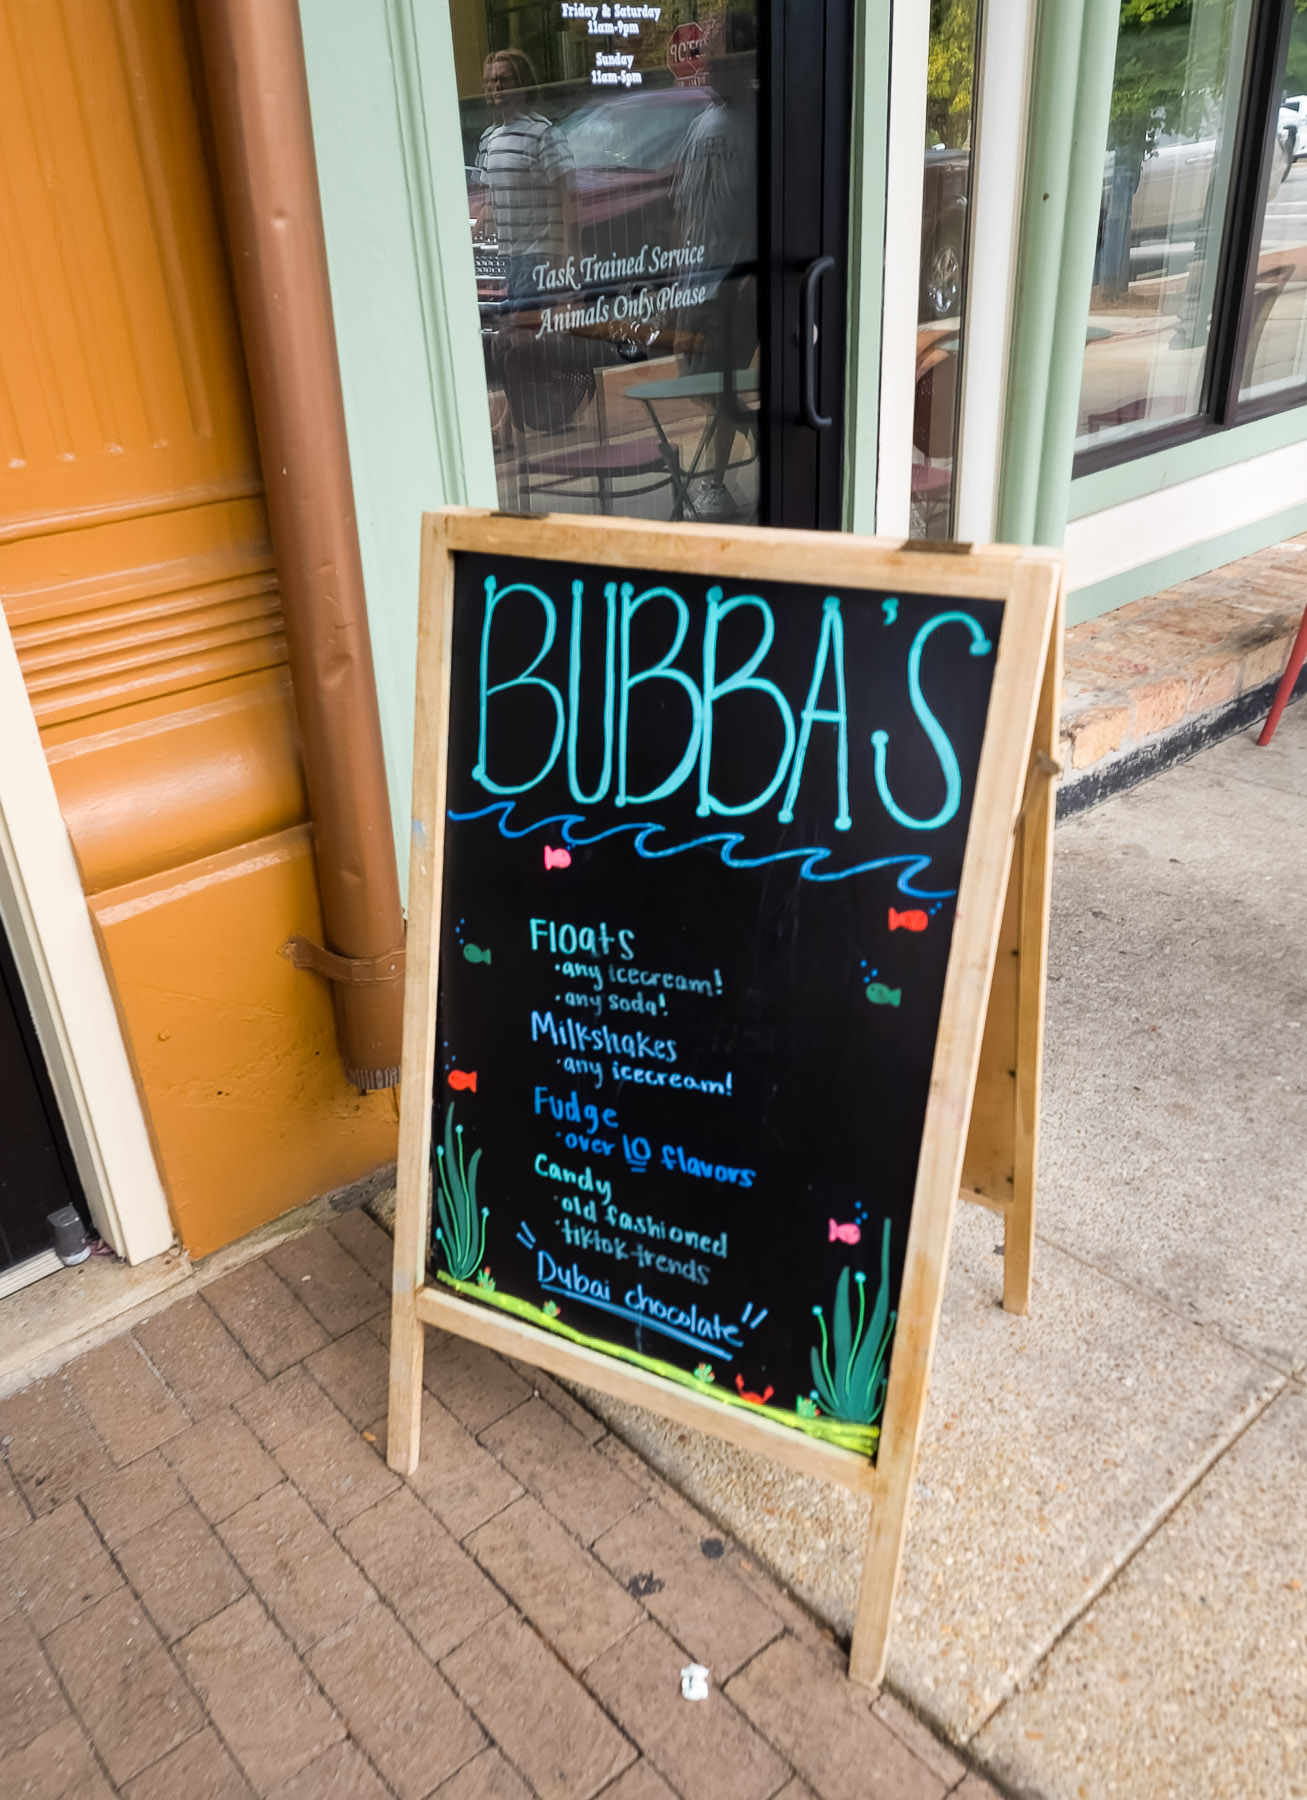 Friday & Saturday
11am-9pm
Sunday
11am-5pm
STOP
Task Trained Service
Animals Only Please
BUBBA'S
Floats
·any icecream!
·any soda!
Milkshakes
·any icecream!
Fudge
·over 10 flavors
Candy
·old fashioned
·tiktok trends
"Dubai chocolate"